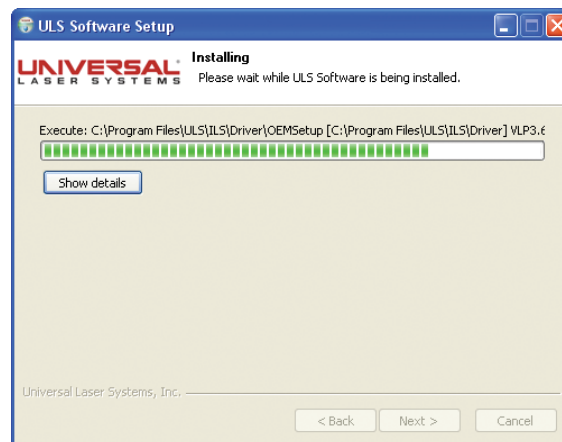 ULS Software Setup
UNIVERSAL
LASER SYSTEMS
Installing
Please wait while ULS Software is being installed.
Execute: C:\Program Files\ULS\ILS\Driver\OEMSetup [C:\Program Files\ULS\ILS\Driver] VLP3.6
Show details
Universal Laser Systems, Inc.
< Back
Next >
Cancel